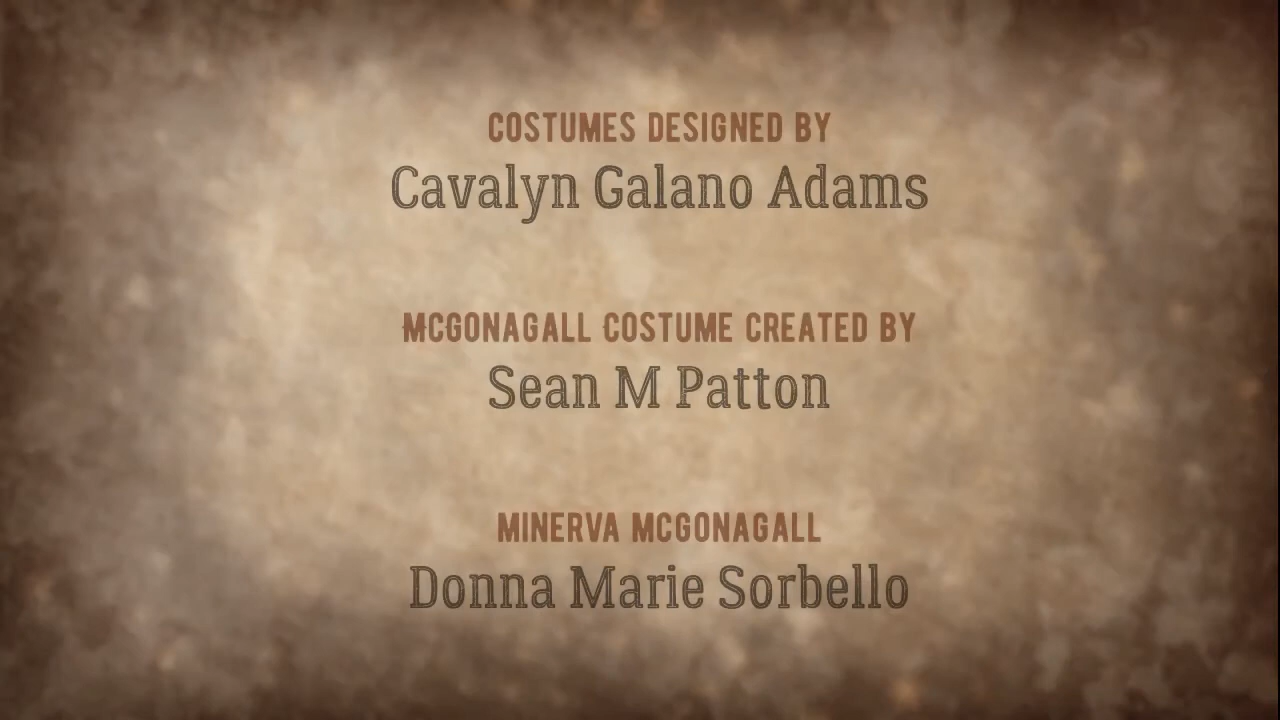 COSTUMES DESIGNED BY
Cavalyn Galano Adams
MCGONAGALL COSTUME CREATED BY
Sean M Patton
MINERVA MCGONAGALL
Donna Marie Sorbello